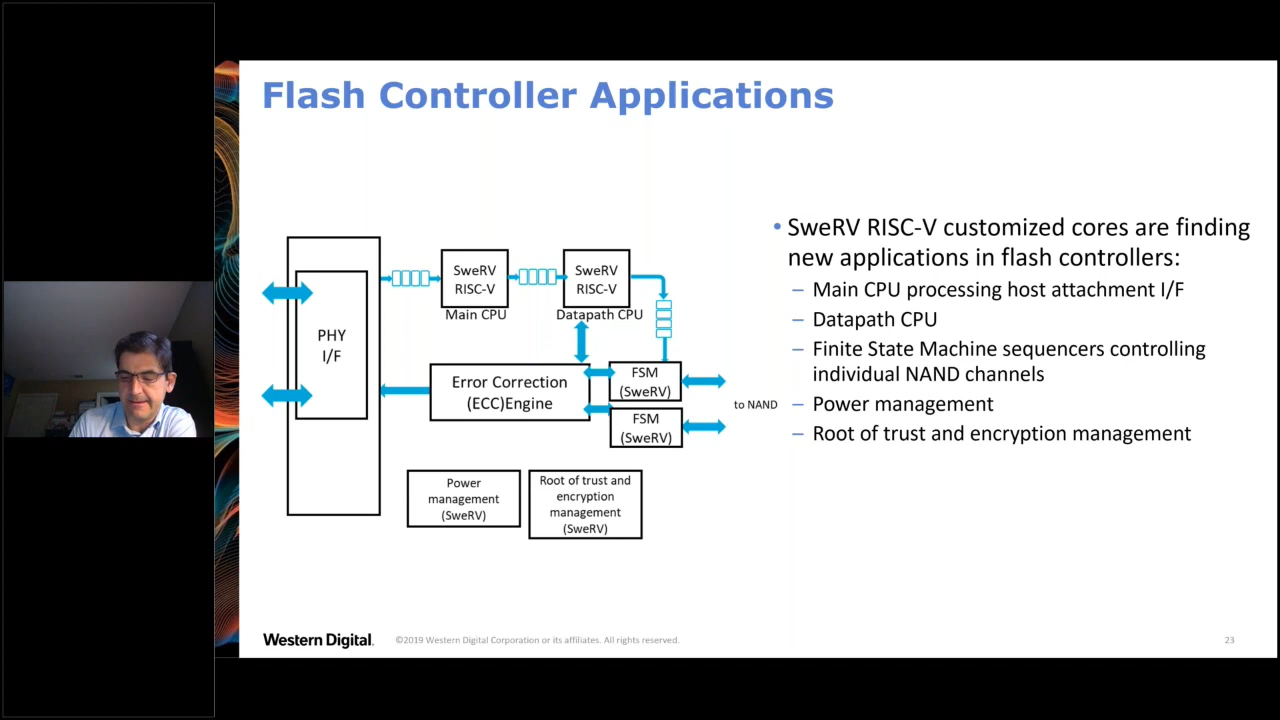 Flash Controller Applications
PHY
I/F
SweRV
RISC-V
Main CPU
SweRV
RISC-V
Datapath CPU
Error Correction
(ECC)Engine
FSM
(SweRV)
FSM
(SweRV)
to NAND
Power
management
(SweRV)
Root of trust and
encryption
management
(SweRV)
• SweRV RISC-V customized cores are finding
new applications in flash controllers:
– Main CPU processing host attachment I/F
– Datapath CPU
– Finite State Machine sequencers controlling
individual NAND channels
– Power management
– Root of trust and encryption management
Western Digital.
©2019 Western Digital Corporation or its affiliates. All rights reserved.
23